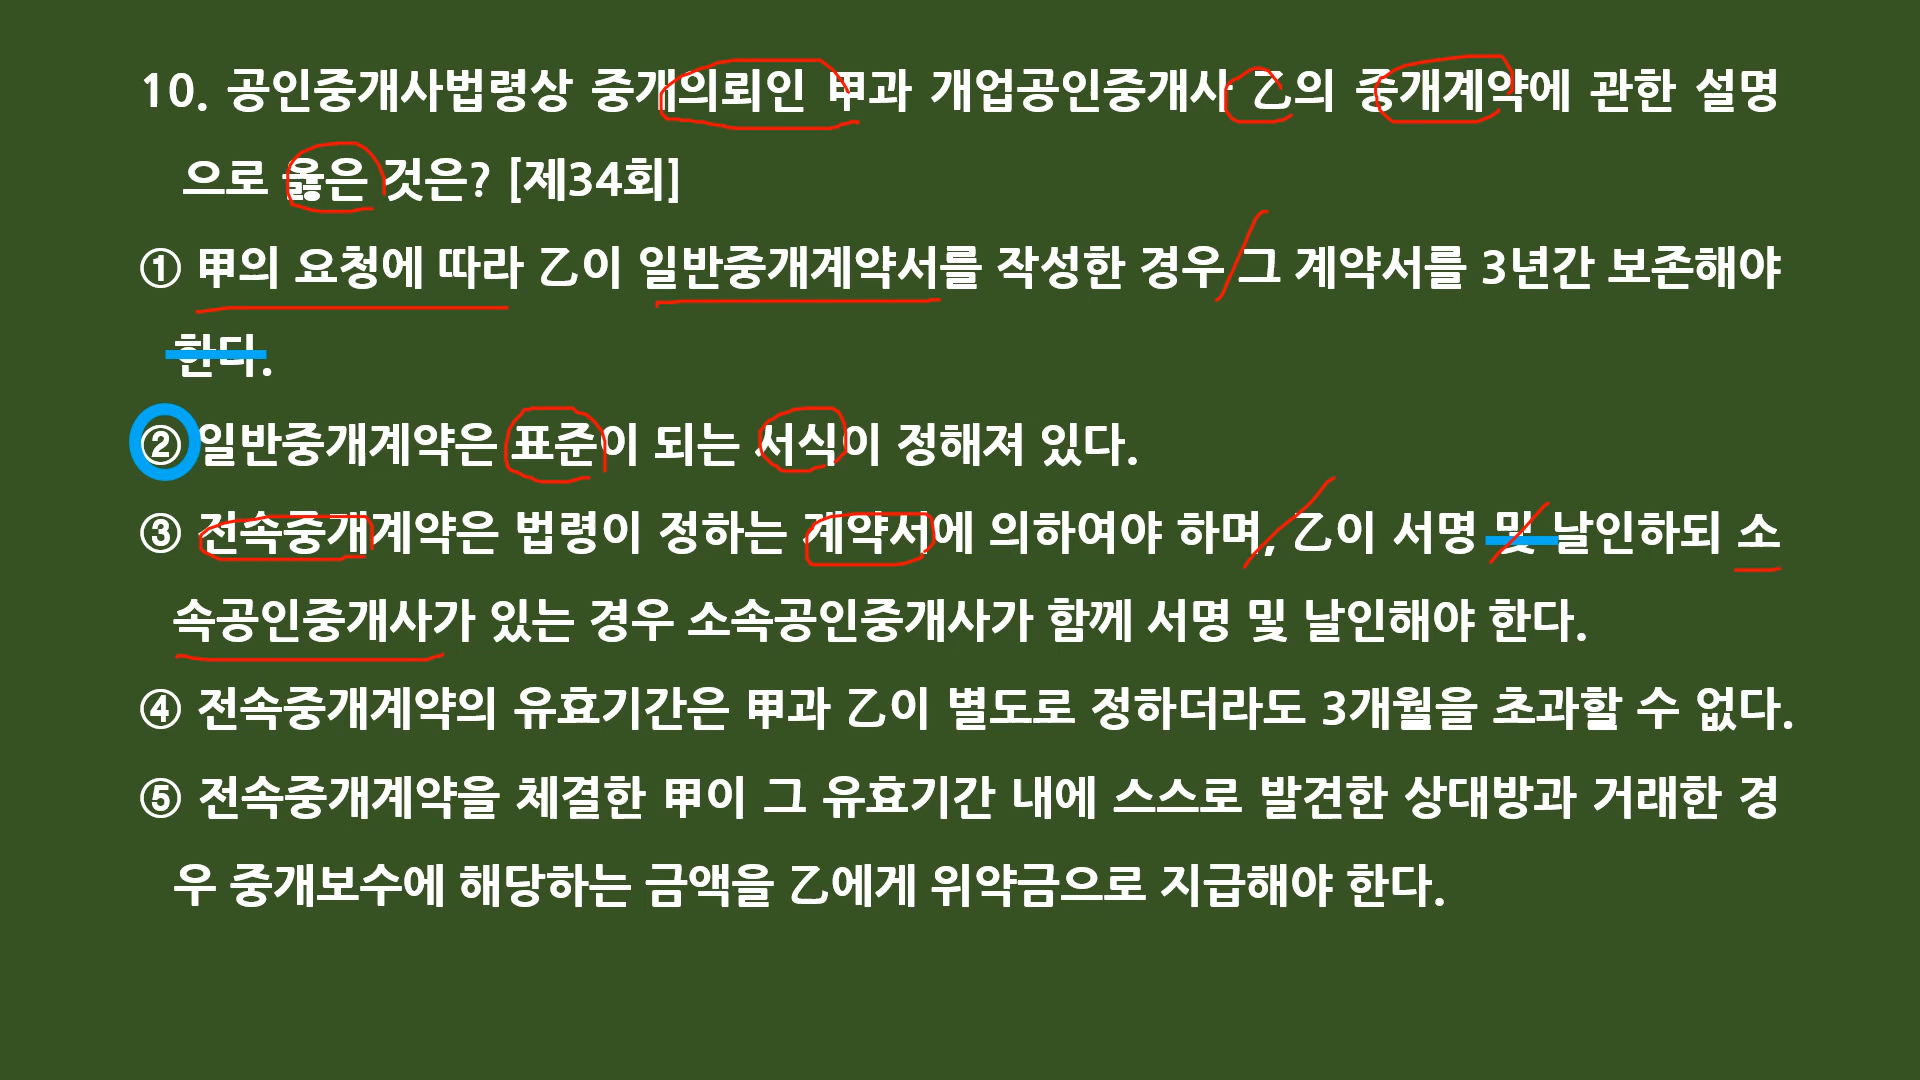 10. 공인중개사법령상 중개의뢰인 甲과 개업공인중개사 乙의 중개계약에 관한 설명
으로 옳은 것은? [제34회]
① 甲의 요청에 따라 乙이 일반중개계약서를 작성한 경우 그 계약서를 3년간 보존해야
한다.
② 일반중개계약은 표준이 되는 서식이 정해져 있다.
③ 전속중개계약은 법령이 정하는 계약서에 의하여야 하며, 乙이 서명 및 날인하되 소
속공인중개사가 있는 경우 소속공인중개사가 함께 서명 및 날인해야 한다.
④ 전속중개계약의 유효기간은 甲과 乙이 별도로 정하더라도 3개월을 초과할 수 없다.
⑤ 전속중개계약을 체결한 甲이 그 유효기간 내에 스스로 발견한 상대방과 거래한 경
우 중개보수에 해당하는 금액을 乙에게 위약금으로 지급해야 한다.